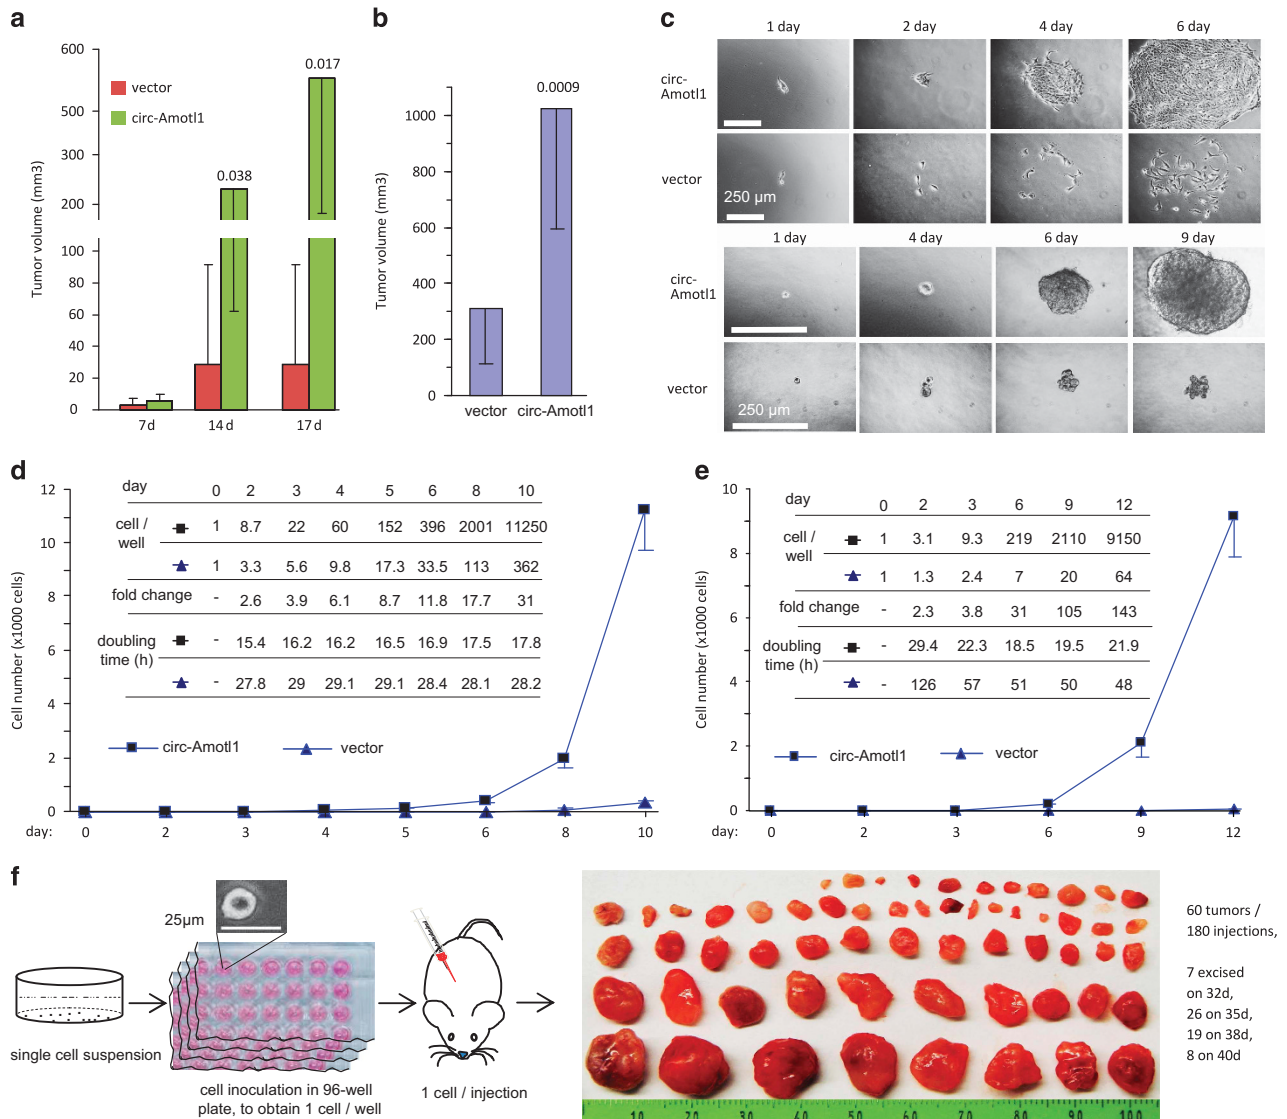 a
600
500
300
200
100
80
60
40
20
0
Tumor volume (mm3)
vector
circ-Amotl1
0.038
0.017
7d
14d
17d
b
1000
800
600
400
200
0
Tumor volume (mm3)
0.0009
vector circ-Amotl1
c
1 day 2 day 4 day 6 day
circ-
Amotl1
vector
250 µm
1 day 4 day 6 day 9 day
circ-
Amotl1
vector
250 µm
d
12
10
8
6
4
2
0
Cell number (x1000 cells)
day 0 2 3 4 5 6 8 10
cell / well 1 8.7 22 60 152 396 2001 11250
1 3.3 5.6 9.8 17.3 33.5 113 362
fold change - 2.6 3.9 6.1 8.7 11.8 17.7 31
doubling time (h) - 15.4 16.2 16.2 16.5 16.9 17.5 17.8
- 27.8 29 29.1 29.1 28.4 28.1 28.2
circ-Amotl1 vector
day: 0 2 3 4 5 6 8 10
e
10
8
6
4
2
0
Cell number (x1000 cells)
day 0 2 3 6 9 12
cell / well 1 3.1 9.3 219 2110 9150
1 1.3 2.4 7 20 64
fold change - 2.3 3.8 31 105 143
doubling time (h) - 29.4 22.3 18.5 19.5 21.9
- 126 57 51 50 48
circ-Amotl1 vector
day: 0 2 3 6 9 12
f
25µm
single cell suspension
cell inoculation in 96-well
plate, to obtain 1 cell / well
1 cell / injection
10 20 30 40 50 60 70 80 90 100
60 tumors /
180 injections,
7 excised
on 32d,
26 on 35d,
19 on 38d,
8 on 40d